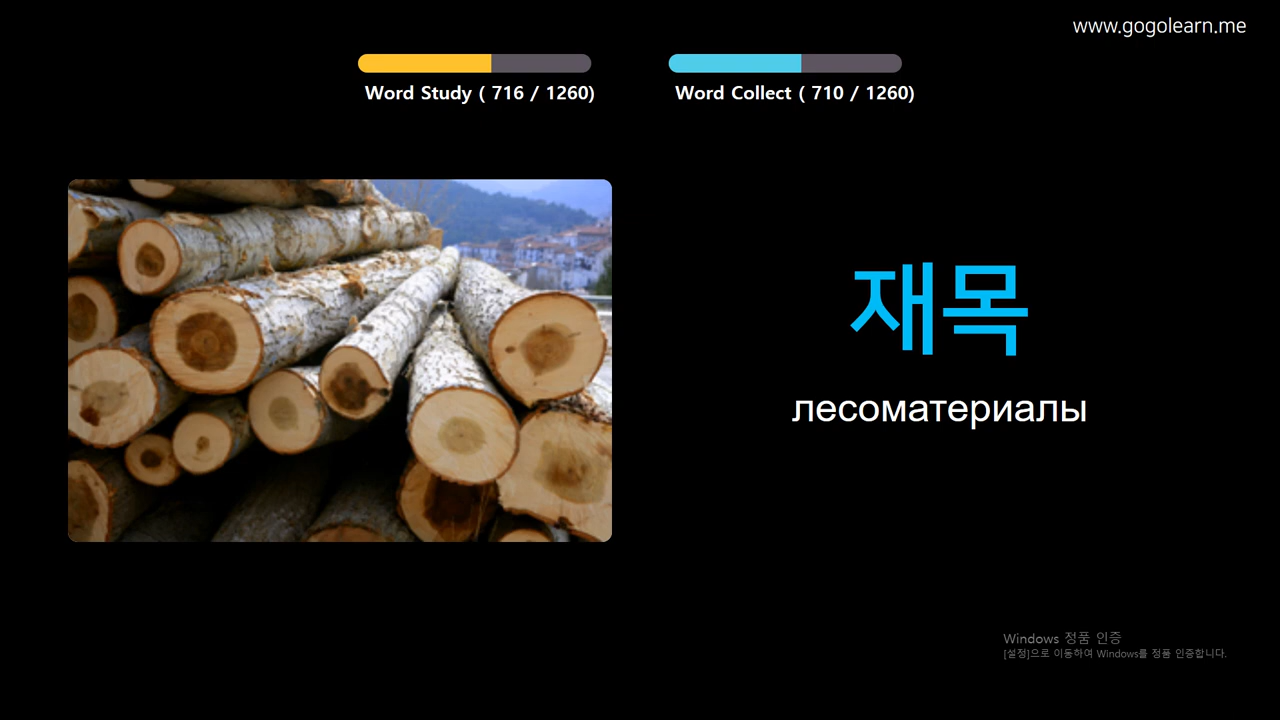 www.gogolearn.me
Word Study ( 716 / 1260)
Word Collect ( 710 / 1260)
재목
лесоматериалы
Windows 정품 인증
[설정]으로 이동하여 Windows를 정품 인증합니다.